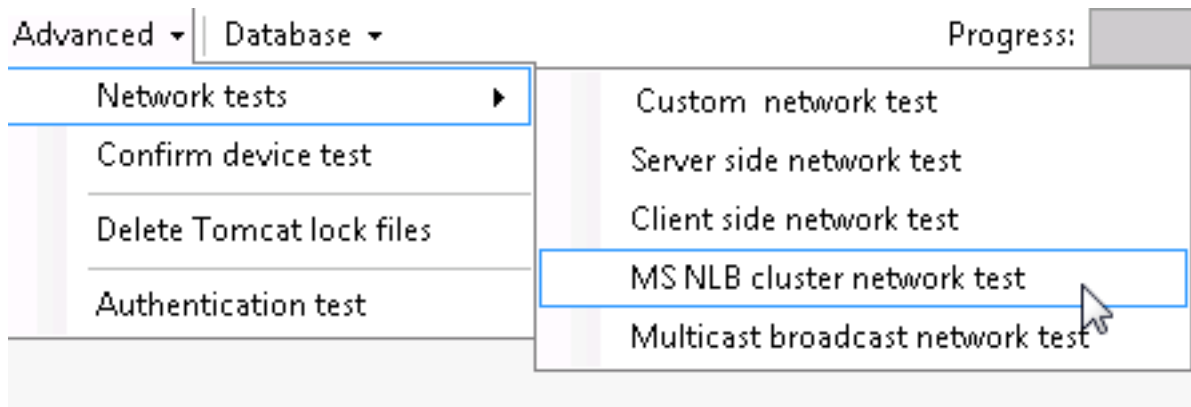 Advanced Database Progress:
Network tests
Confirm device test
Delete Tomcat lock files
Authentication test
Custom network test
Server side network test
Client side network test
MS NLB cluster network test
Multicast broadcast network test